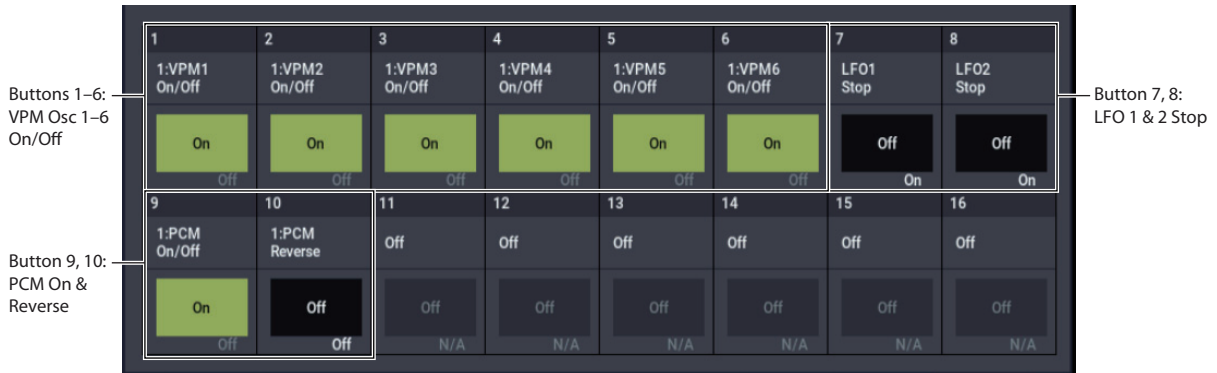 1 2 3 4 5 6 7 8
1:VPM1 On/Off
1:VPM2 On/Off
1:VPM3 On/Off
1:VPM4 On/Off
1:VPM5 On/Off
1:VPM6 On/Off
LFO1 Stop
LFO2 Stop
Buttons 1–6:
VPM Osc 1–6
On/Off
Button 7, 8:
LFO 1 & 2 Stop
On On On On On On Off Off
Off Off Off Off Off Off On On
9 10 11 12 13 14 15 16
1:PCM On/Off
1:PCM Reverse
Off Off Off Off Off Off
Button 9, 10:
PCM On &
Reverse
On Off Off Off Off Off Off Off
Off Off N/A N/A N/A N/A N/A N/A